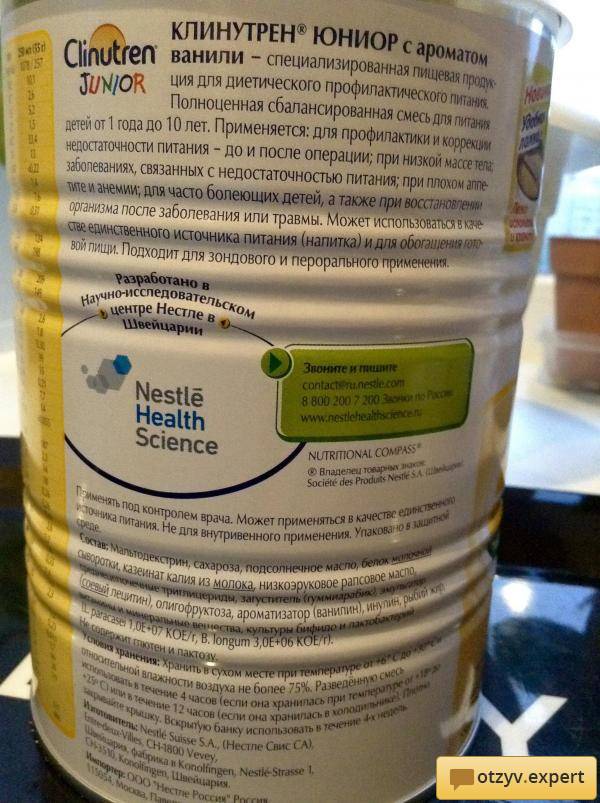 Clinutren®
JUNIOR
КЛИНУТРЕН® ЮНИОР с ароматом
ванили – специализированная пищевая продук-
ция для диетического профилактического питания.
Полноценная сбалансированная смесь для питания
детей от 1 года до 10 лет. Применяется: для профилактики и коррекции
недостаточности питания – до и после операции; при низкой массе тела;
заболеваниях, связанных с недостаточностью питания; при плохом аппе-
тите и анемии; для часто болеющих детей, а также при восстановлении
организма после заболевания или травмы. Может использоваться в каче-
стве единственного источника питания (напитка) и для обогащения гото-
вой пищи. Подходит для зондового и перорального применения.
Разработано в
Научно-исследовательском
центре Нестле в
Швейцарии
Nestlé
Health
Science
Звоните и пишите
contact@ru.nestle.com
8 800 200 7 200 Звонки по России
www.nestlehealthscience.ru
NUTRITIONAL COMPASS®
® Владелец товарных знаков:
Société des Produits Nestlé S.A. (Швейцария)
Применять под контролем врача. Может применяться в качестве единственного
источника питания. Не для внутривенного применения. Упаковано в защитной
среде.
Состав: Мальтодекстрин, сахароза, подсолнечное масло, белок молочной
сыворотки, казеинат калия из молока, низкоэруковое рапсовое масло,
среднецепочечные триглицериды, загуститель (гуммиарабик), эмульгатор
(соевый лецитин), олигофруктоза, ароматизатор (ванилин), инулин, рыбий жир,
витамины и минеральные вещества, культуры бифидо и лактобактерий
(L. paracasei 1,0E+07 КОЕ/г, B. longum 3,0E+06 КОЕ/г).
Не содержит глютен и лактозу.
Условия хранения: Хранить в сухом месте при температуре от +6° С до +30°С и
относительной влажности воздуха не более 75%. Разведённую смесь
использовать в течение 4 часов (если она хранилась при температуре от +18° до
+25°С) или в течение 12 часов (если она хранилась в холодильнике). Плотно
закрывайте крышку. Вскрытую банку использовать в течение 4-х недель.
Изготовитель: Nestlé Suisse S.A., (Нестле Свис СА),
Entre-deux-Villes, CH-1800 Vevey,
Швейцария, фабрика в Konolfingen, Nestlé-Strasse 1,
CH-3510, Konolfingen, Швейцария.
Импортер: ООО "Нестле Россия" Россия,
115054, Москва,
otzyv.expert